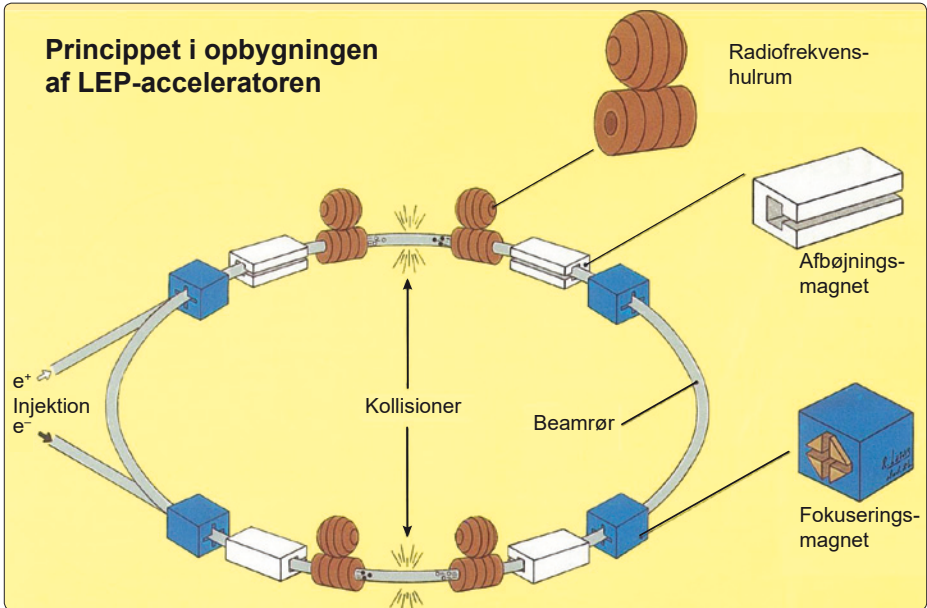 Princippet i opbygningen
af LEP-acceleratoren
Radiofrekvens-
hulrum
Afbøjnings-
magnet
e⁺
Injektion
e⁻
Kollisioner
Beamrør
Fokuserings-
magnet